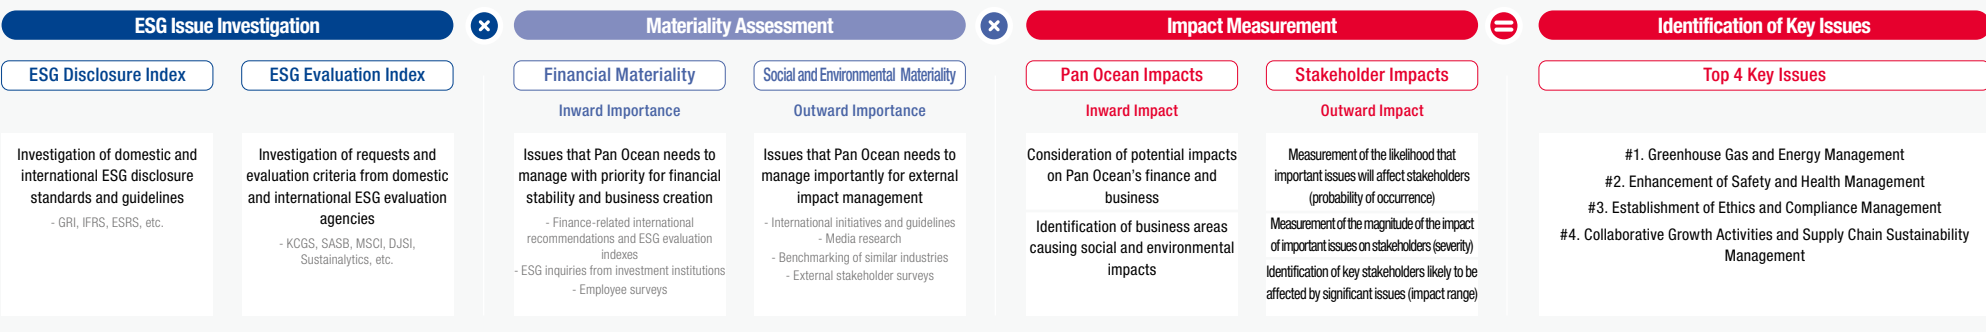 ESG Issue Investigation
ESG Disclosure Index
Investigation of domestic and
international ESG disclosure
standards and guidelines
- GRI, IFRS, ESRS, etc.
ESG Evaluation Index
Investigation of requests and
evaluation criteria from domestic
and international ESG evaluation
agencies
- KCGS, SASB, MSCI, DJSI,
Sustainalytics, etc.
×
Materiality Assessment
Financial Materiality
Inward Importance
Issues that Pan Ocean needs to
manage with priority for financial
stability and business creation
- Finance-related international
recommendations and ESG evaluation
indexes
- ESG inquiries from investment institutions
- Employee surveys
Social and Environmental Materiality
Outward Importance
Issues that Pan Ocean needs to
manage importantly for external
impact management
- International initiatives and guidelines
- Media research
- Benchmarking of similar industries
- External stakeholder surveys
×
Impact Measurement
Pan Ocean Impacts
Inward Impact
Consideration of potential impacts
on Pan Ocean's finance and
business
Identification of business areas
causing social and environmental
impacts
Stakeholder Impacts
Outward Impact
Measurement of the likelihood that
important issues will affect stakeholders
(probability of occurrence)
Measurement of the magnitude of the impact
of important issues on stakeholders (severity)
Identification of key stakeholders likely to be
affected by significant issues (impact range)
=
Identification of Key Issues
Top 4 Key Issues
#1. Greenhouse Gas and Energy Management
#2. Enhancement of Safety and Health Management
#3. Establishment of Ethics and Compliance Management
#4. Collaborative Growth Activities and Supply Chain Sustainability
Management